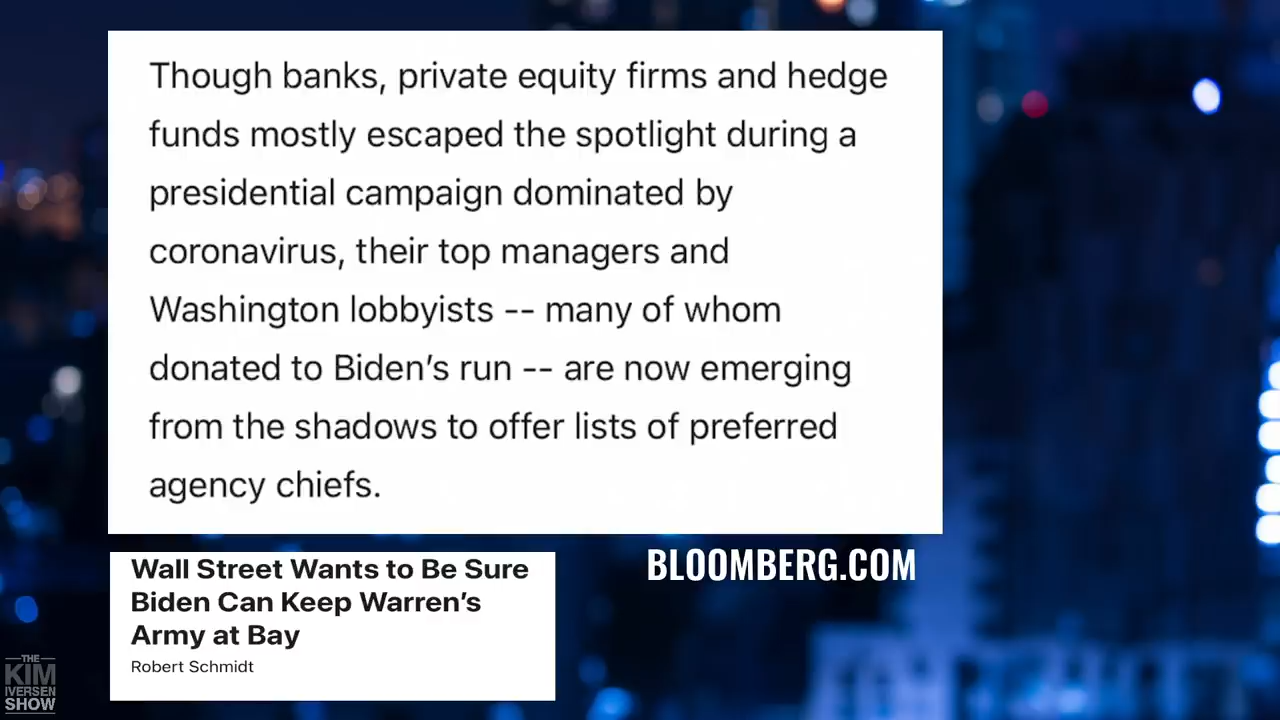 Though banks, private equity firms and hedge
funds mostly escaped the spotlight during a
presidential campaign dominated by
coronavirus, their top managers and
Washington lobbyists -- many of whom
donated to Biden’s run -- are now emerging
from the shadows to offer lists of preferred
agency chiefs.
BLOOMBERG.COM
Wall Street Wants to Be Sure
Biden Can Keep Warren’s
Army at Bay
Robert Schmidt
THE
KIM
IVERSEN
SHOW